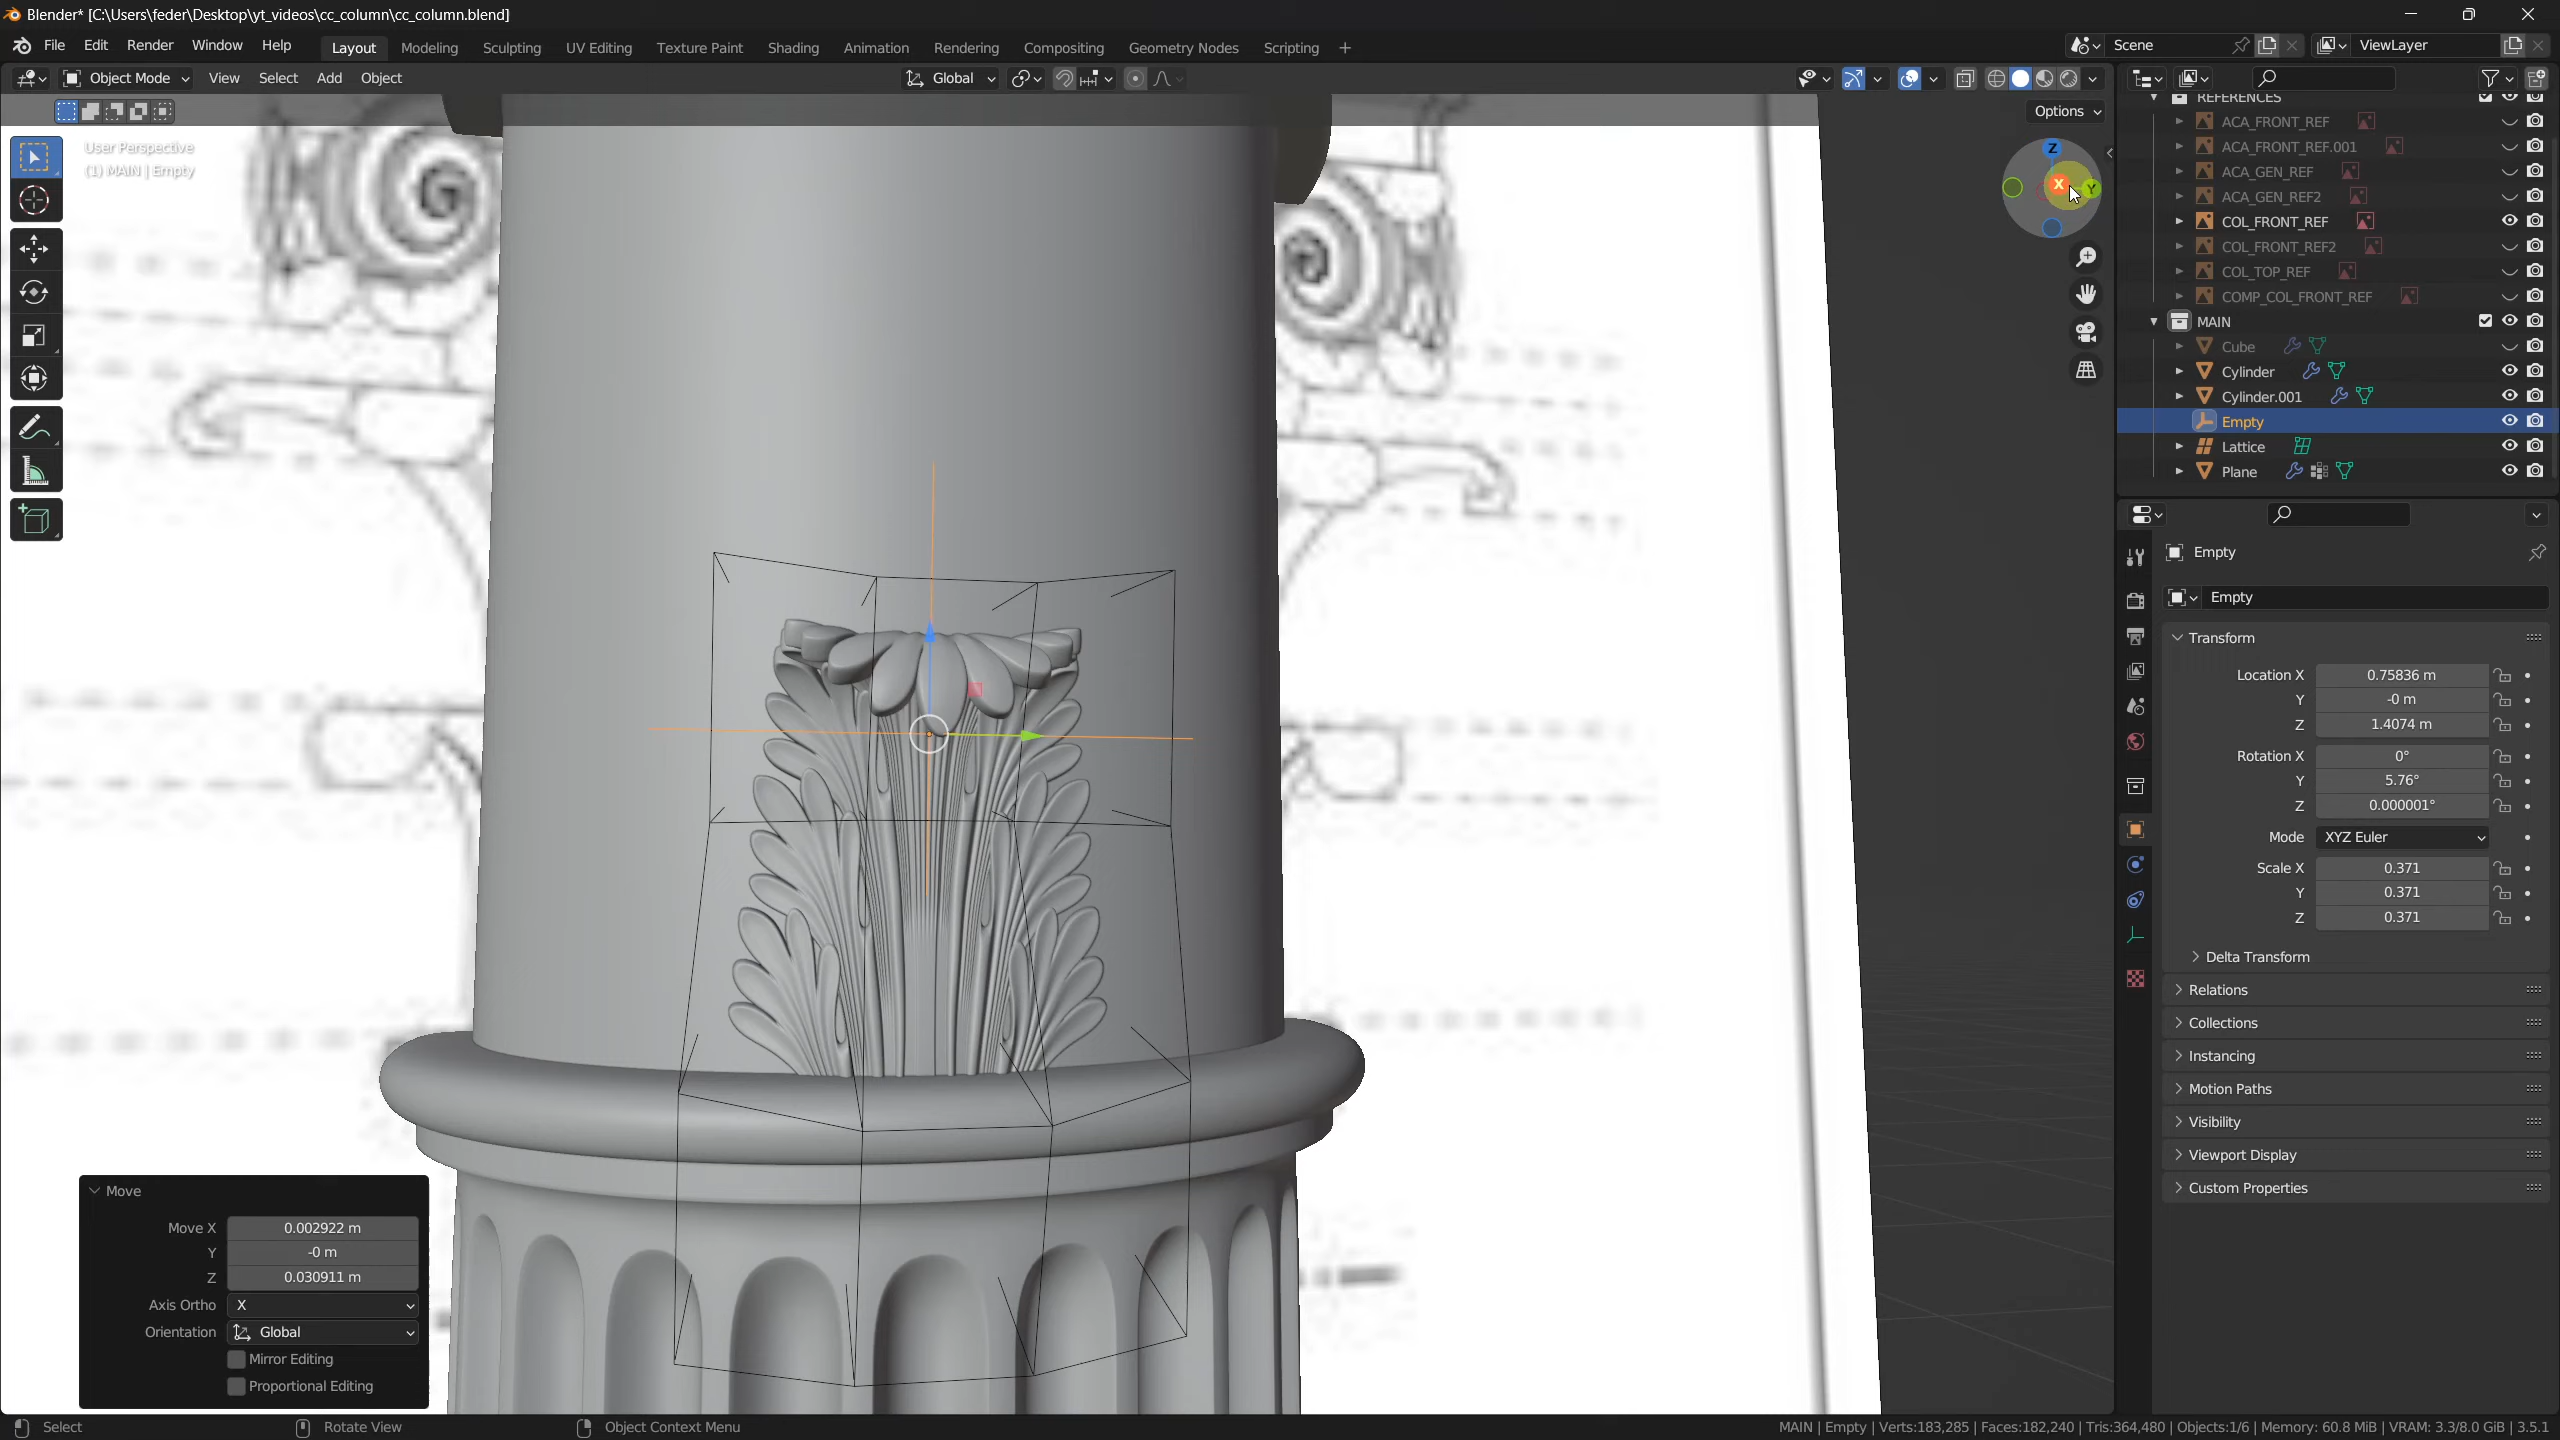 Blender* [C:\Users\feder\Desktop\yt_videos\cc_column\cc_column.blend]
File Edit Render Window Help Layout Modeling Sculpting UV Editing Texture Paint Shading Animation Rendering Compositing Geometry Nodes Scripting + Scene ViewLayer
Object Mode View Select Add Object Global
Options
User Perspective
(1) MAIN | Empty
Z
X
Y
REFERENCES
ACA_FRONT_REF
ACA_FRONT_REF.001
ACA_GEN_REF
ACA_GEN_REF2
COL_FRONT_REF
COL_FRONT_REF2
COL_TOP_REF
COMP_COL_FRONT_REF
MAIN
Cube
Cylinder
Cylinder.001
Empty
Lattice
Plane
Empty
Empty
Transform
Location X 0.75836 m
Y -0 m
Z 1.4074 m
Rotation X 0°
Y 5.76°
Z 0.000001°
Mode XYZ Euler
Scale X 0.371
Y 0.371
Z 0.371
Delta Transform
Relations
Collections
Instancing
Motion Paths
Visibility
Viewport Display
Custom Properties
Move
Move X 0.002922 m
Y -0 m
Z 0.030911 m
Axis Ortho X
Orientation Global
Mirror Editing
Proportional Editing
Select Rotate View Object Context Menu MAIN | Empty | Verts:183,285 | Faces:182,240 | Tris:364,480 | Objects:1/6 | Memory: 60.8 MiB | VRAM: 3.3/8.0 GiB | 3.5.1